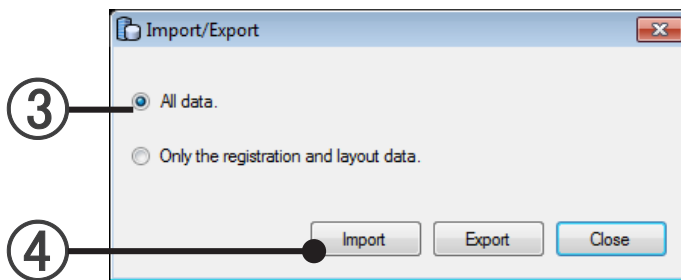 Import/Export
③
All data.
Only the registration and layout data.
④
Import Export Close